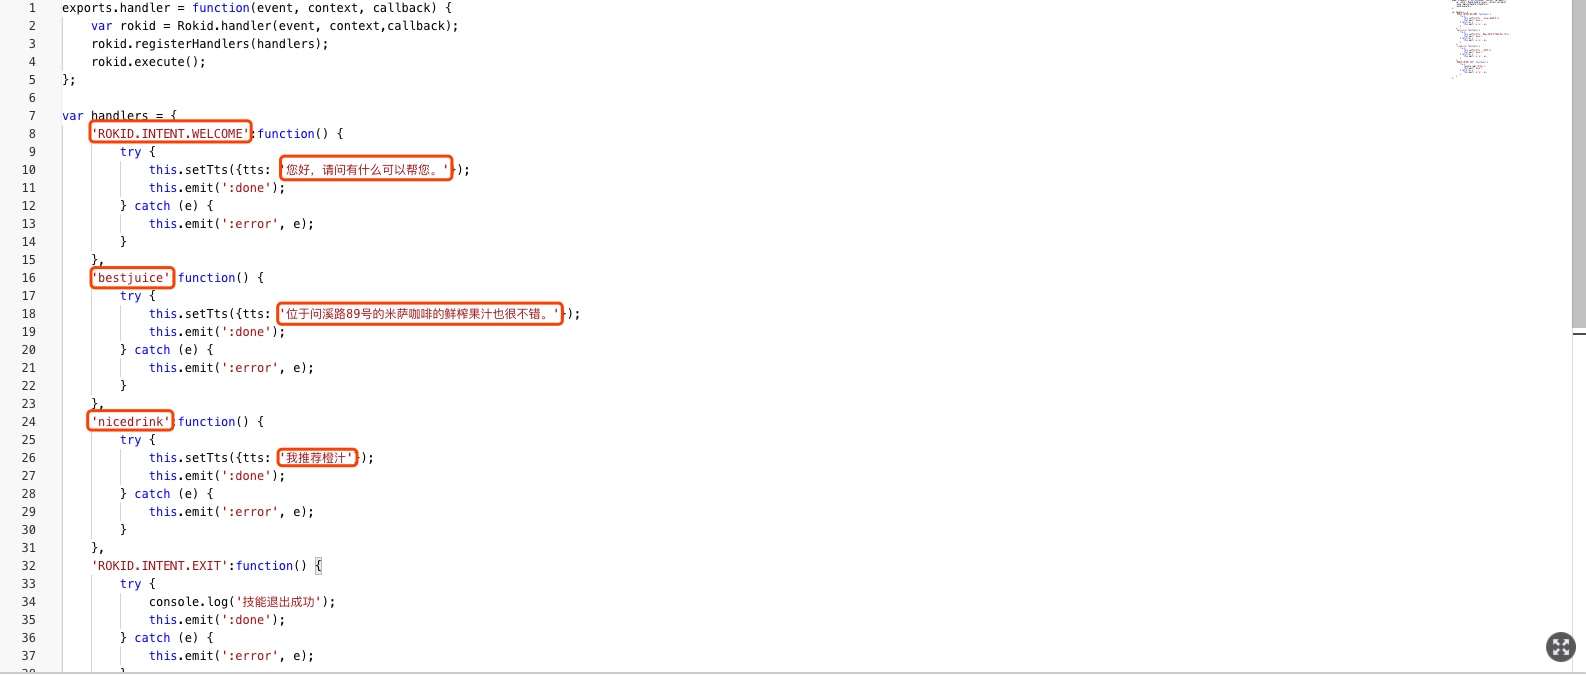 1 exports.handler = function(event, context, callback) {
2     var rokid = Rokid.handler(event, context,callback);
3     rokid.registerHandlers(handlers);
4     rokid.execute();
5 };
6
7 var handlers = {
8     'ROKID.INTENT.WELCOME':function() {
9         try {
10             this.setTts({tts: '您好，请问有什么可以帮您。'});
11             this.emit(':done');
12         } catch (e) {
13             this.emit(':error', e);
14         }
15     },
16     'bestjuice':function() {
17         try {
18             this.setTts({tts: '位于问溪路89号的米萨咖啡的鲜榨果汁也很不错。'});
19             this.emit(':done');
20         } catch (e) {
21             this.emit(':error', e);
22         }
23     },
24     'nicedrink':function() {
25         try {
26             this.setTts({tts: '我推荐橙汁'});
27             this.emit(':done');
28         } catch (e) {
29             this.emit(':error', e);
30         }
31     },
32     'ROKID.INTENT.EXIT':function() {
33         try {
34             console.log('技能退出成功');
35             this.emit(':done');
36         } catch (e) {
37             this.emit(':error', e);